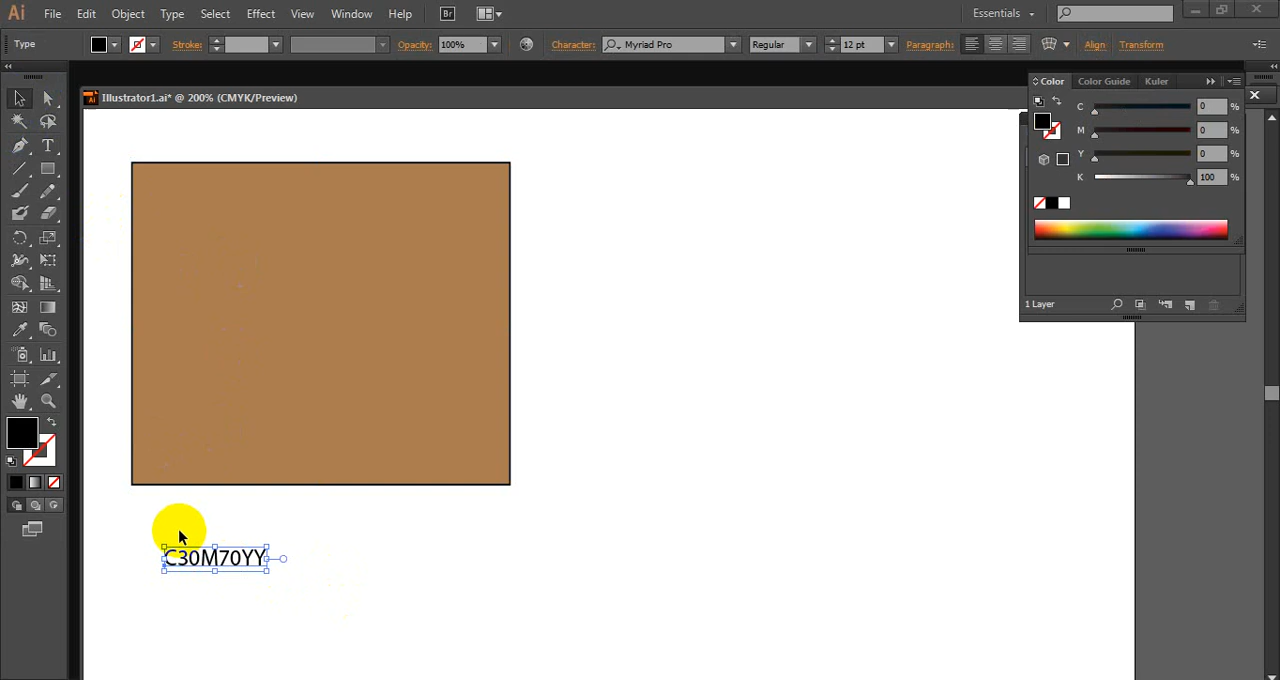 Ai File Edit Object Type Select Effect View Window Help Br Essentials
Type Stroke: Opacity: 100% Character: Myriad Pro Regular 12 pt Paragraph: Align Transform
Illustrator1.ai* @ 200% (CMYK/Preview)
Color Color Guide Kuler
C 0 %
M 0 %
Y 0 %
K 100 %
1 Layer
C30M70YY